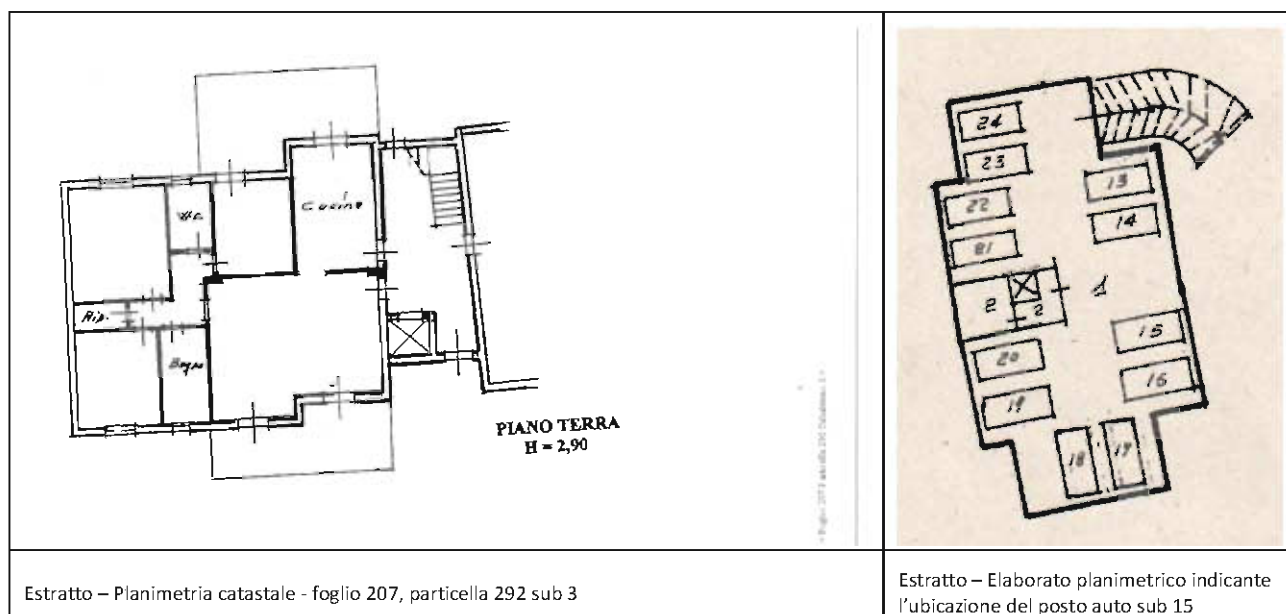 Wc.
Cucina
Rip.
Bagno
PIANO TERRA
H = 2,90
24
23
22
21
13
14
2
2
1
20
19
15
16
18
17
Estratto – Planimetria catastale - foglio 207, particella 292 sub 3
Estratto – Elaborato planimetrico indicante
l'ubicazione del posto auto sub 15